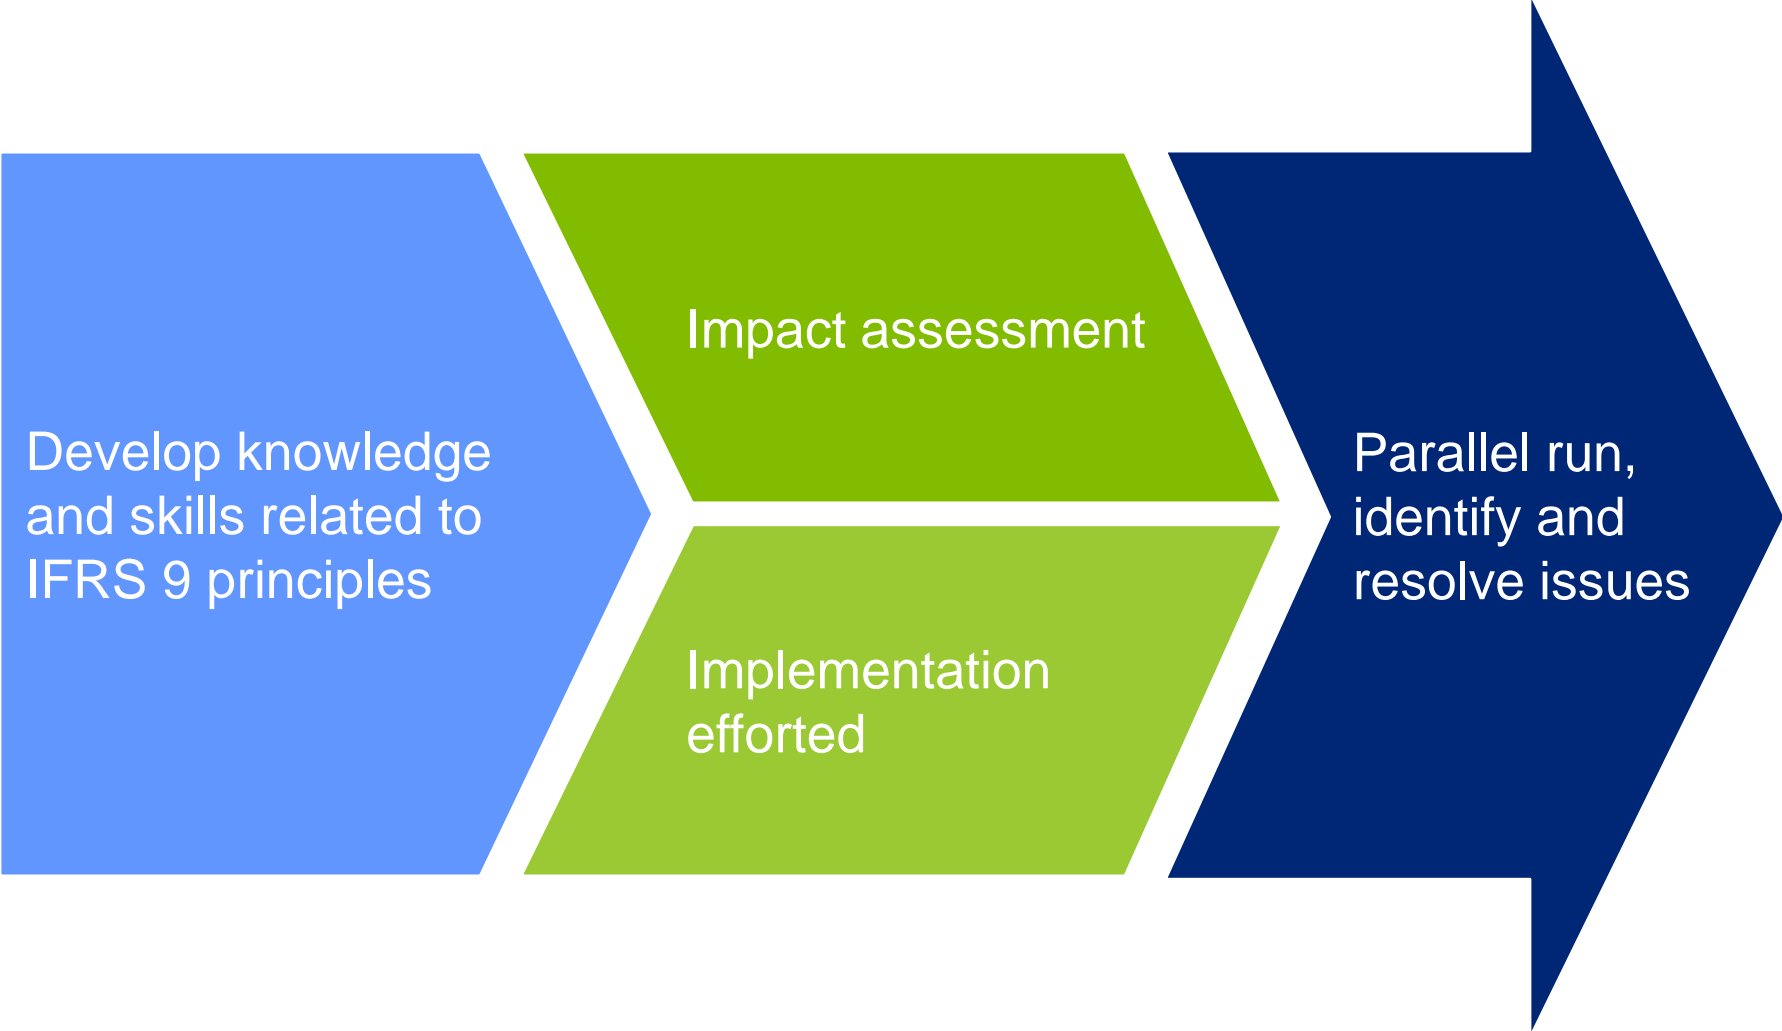 Develop knowledge
and skills related to
IFRS 9 principles
Impact assessment
Implementation
efforted
Parallel run,
identify and
resolve issues